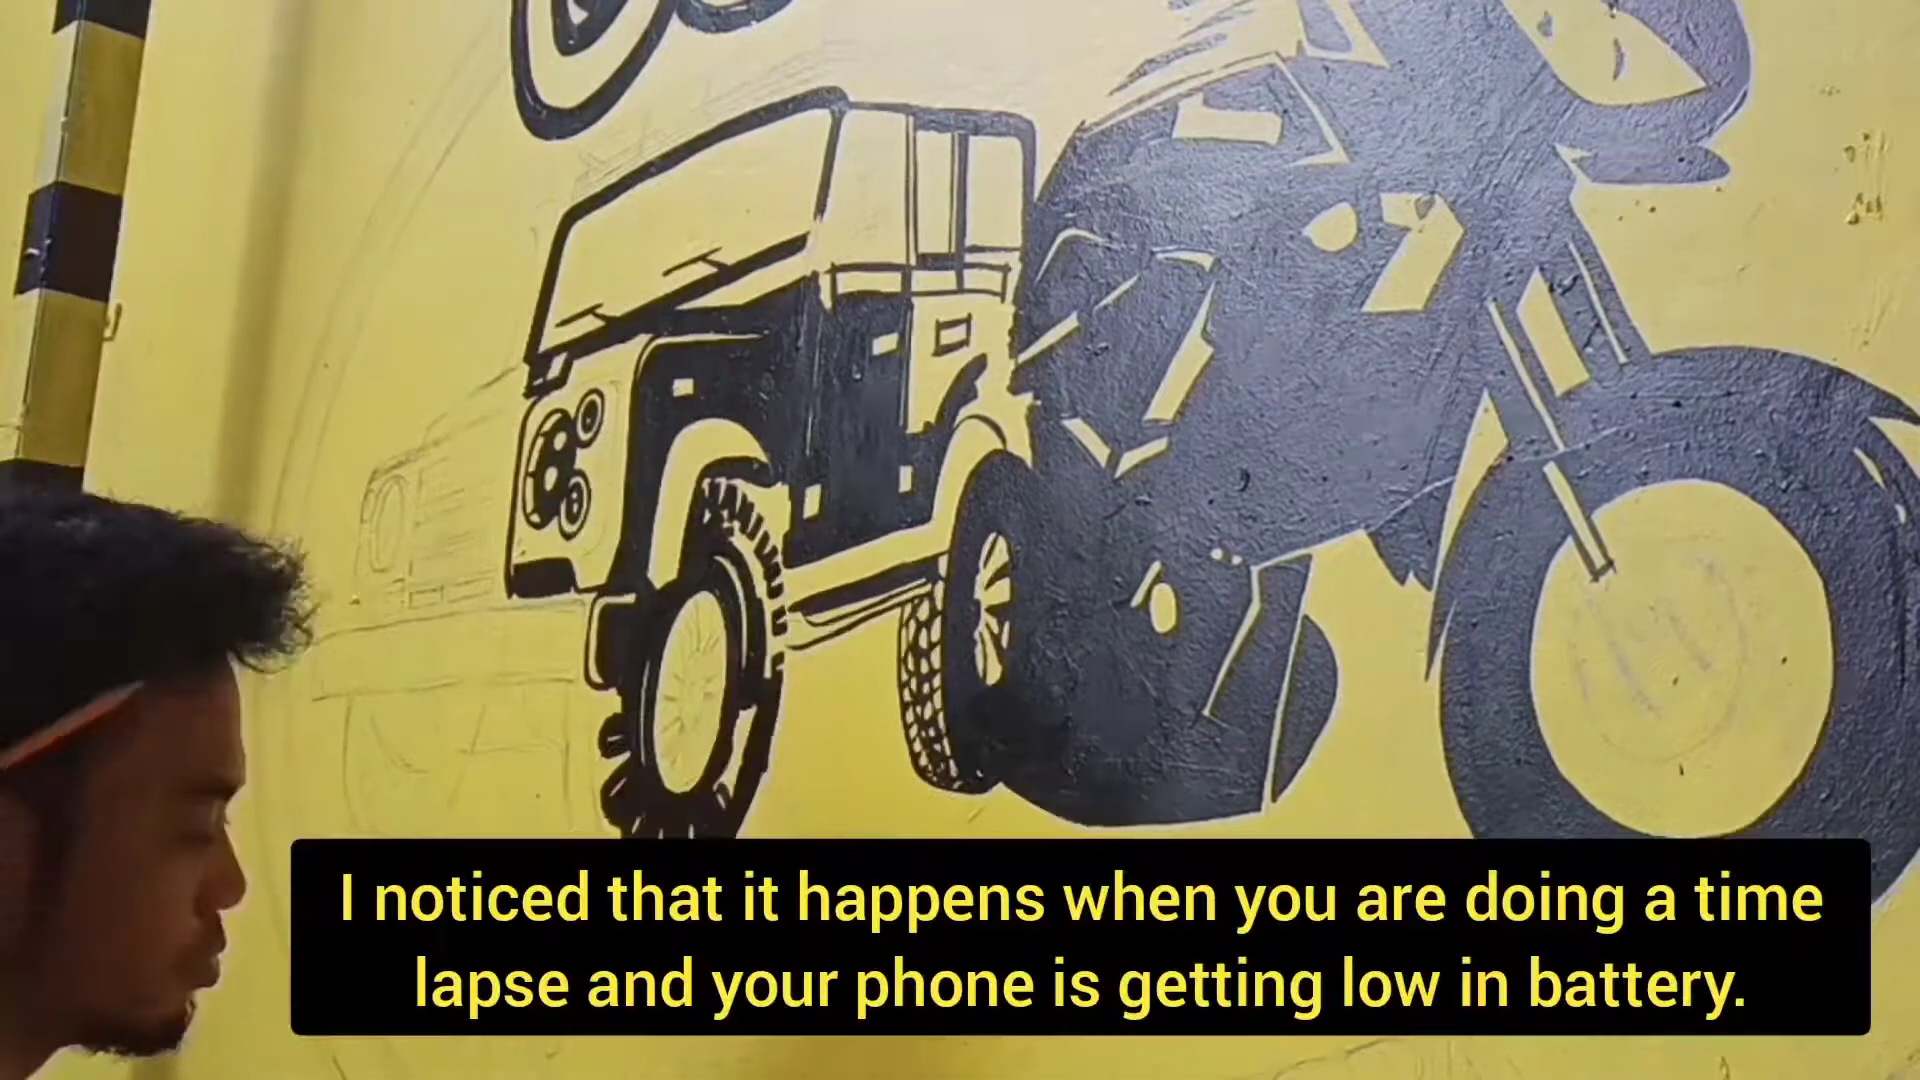 I noticed that it happens when you are doing a time
lapse and your phone is getting low in battery.